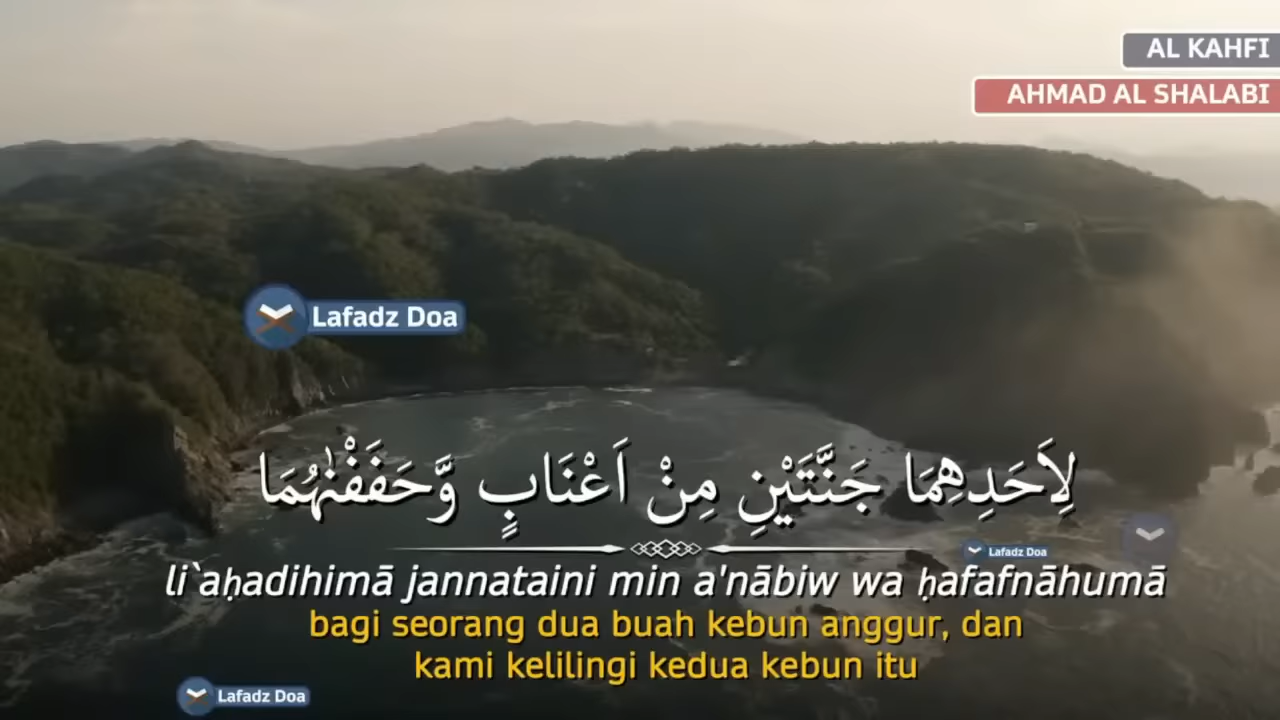 AL KAHFI
AHMAD AL SHALABI
Lafadz Doa
لِاَحَدِهِمَا جَنَّتَيْنِ مِنْ اَعْنَابٍ وَّحَفَفْنٰهُمَا
Lafadz Doa
li`aḥadihimā jannataini min a'nābiw wa ḥafafnāhumā
bagi seorang dua buah kebun anggur, dan
kami kelilingi kedua kebun itu
Lafadz Doa